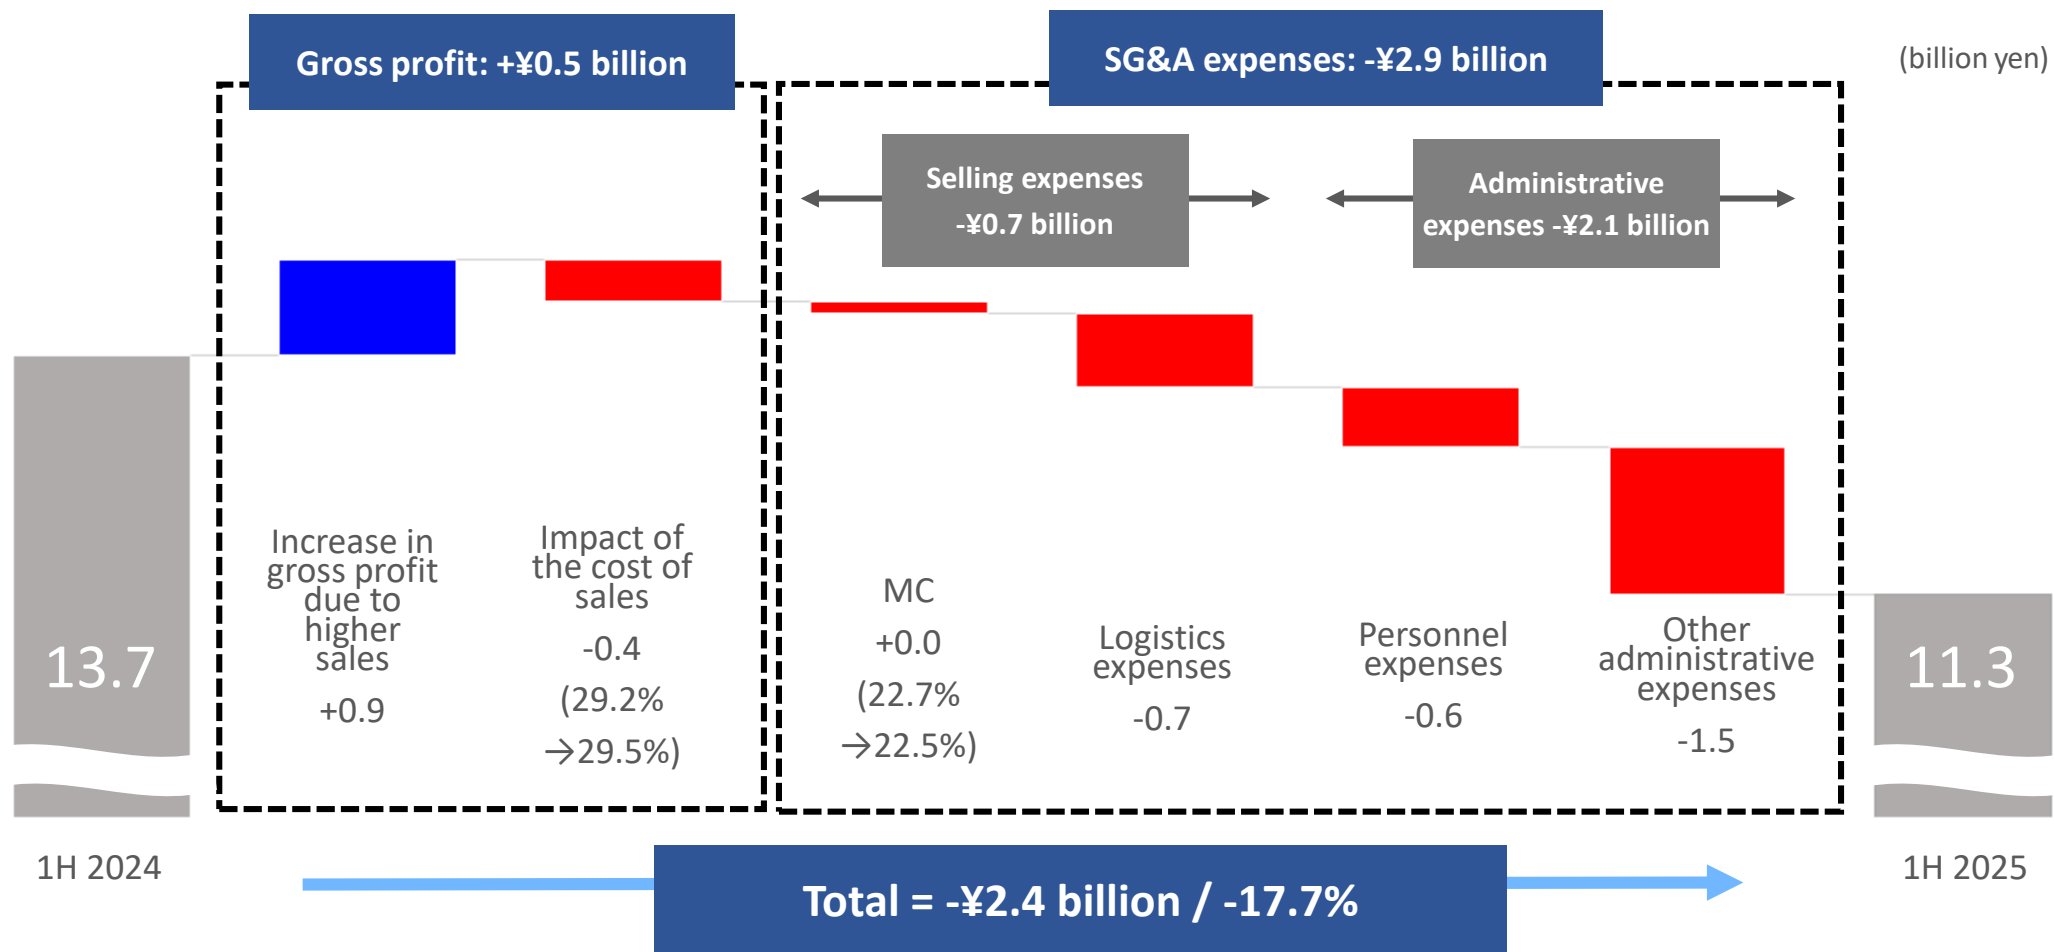 Gross profit: +¥0.5 billion
SG&A expenses: -¥2.9 billion
(billion yen)
Selling expenses
-¥0.7 billion
Administrative
expenses -¥2.1 billion
13.7
Increase in
gross profit
due to
higher
sales
+0.9
Impact of
the cost of
sales
-0.4
(29.2%
→29.5%)
MC
+0.0
(22.7%
→22.5%)
Logistics
expenses
-0.7
Personnel
expenses
-0.6
Other
administrative
expenses
-1.5
11.3
1H 2024
1H 2025
Total = -¥2.4 billion / -17.7%